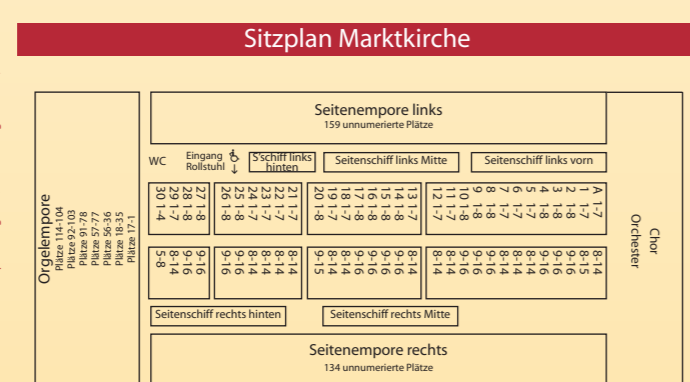 Sitzplan Marktkirche
Seitenempore links
159 unnumerierte Plätze
WC
Eingang
Rollstuhl ↓
S'schiff links
hinten
Seitenschiff links Mitte
Seitenschiff links vorn
Orgelempore
Plätze 114-104
Plätze 92-103
Plätze 91-78
Plätze 57-77
Plätze 56-36
Plätze 18-35
Plätze 17-1
30 1-4
29 1-7
28 1-8
27 1-8
26 1-8
25 1-8
24 1-7
23 1-7
22 1-7
21 1-7
20 1-8
19 1-7
18 1-7
17 1-8
16 1-8
15 1-8
14 1-8
13 1-7
12 1-7
11 1-7
10 1-8
9 1-8
8 1-8
7 1-7
6 1-7
5 1-7
4 1-8
3 1-8
2 1-8
1 1-7
A 1-7
Chor
Orchester
5-8
8-14
9-16
9-16
9-16
9-16
8-14
8-14
8-14
8-14
9-15
8-14
8-14
9-16
9-16
9-16
9-16
8-14
8-14
8-14
9-16
9-16
9-16
8-14
8-14
8-14
9-16
9-16
9-16
8-15
8-14
Seitenschiff rechts hinten
Seitenschiff rechts Mitte
Seitenempore rechts
134 unnumerierte Plätze